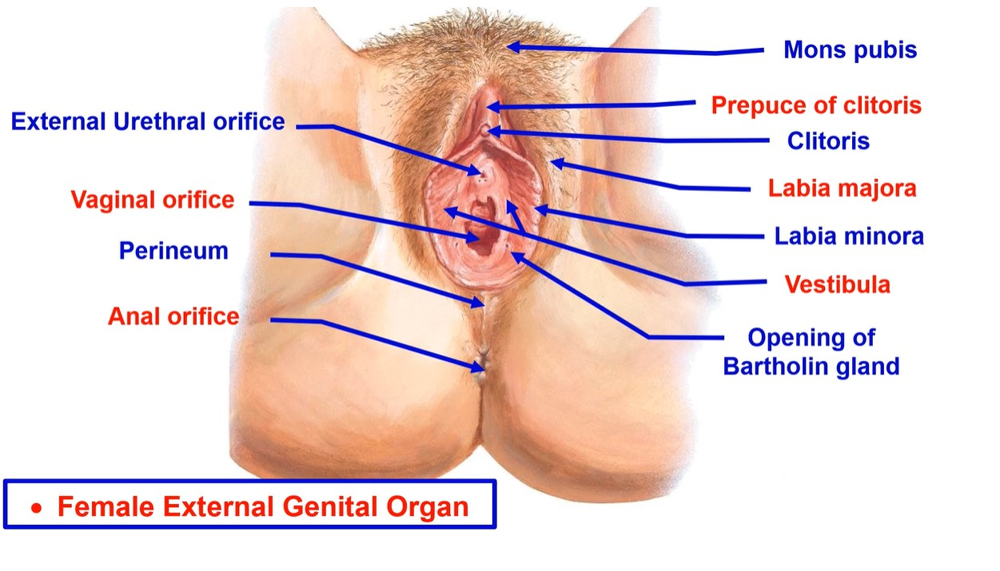 Mons pubis
Prepuce of clitoris
External Urethral orifice
Clitoris
Labia majora
Vaginal orifice
Labia minora
Perineum
Vestibula
Anal orifice
Opening of
Bartholin gland
• Female External Genital Organ